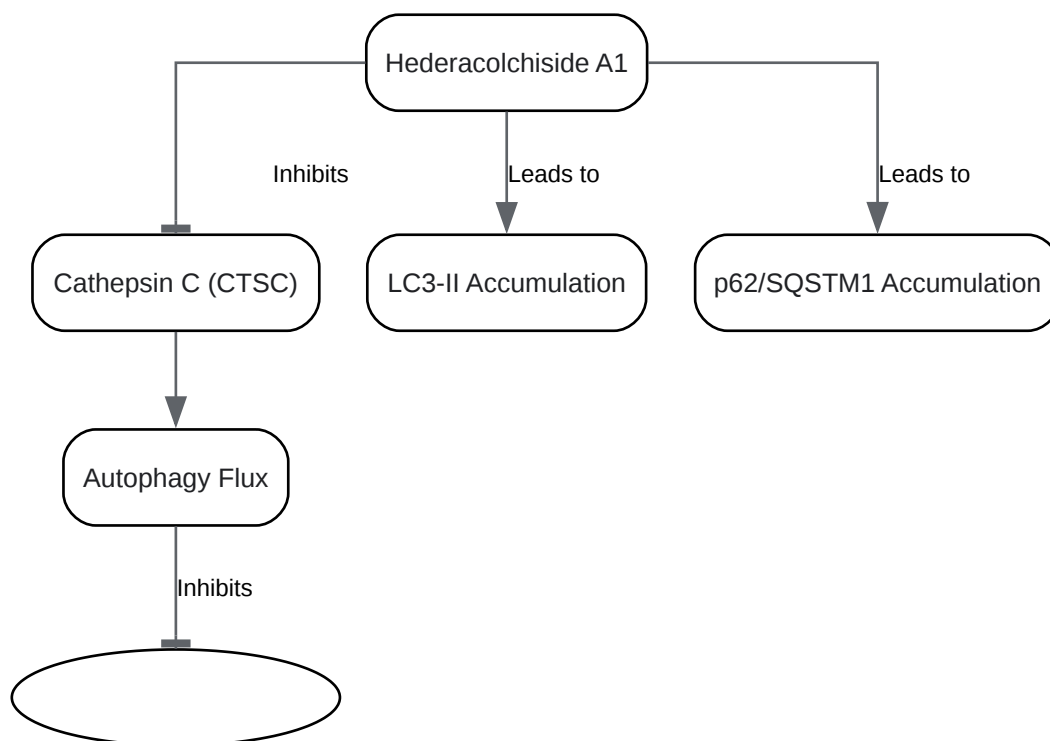 Hederacolchiside A1
Inhibits
Leads to
Leads to
Cathepsin C (CTSC)
LC3-II Accumulation
p62/SQSTM1 Accumulation
Autophagy Flux
Inhibits